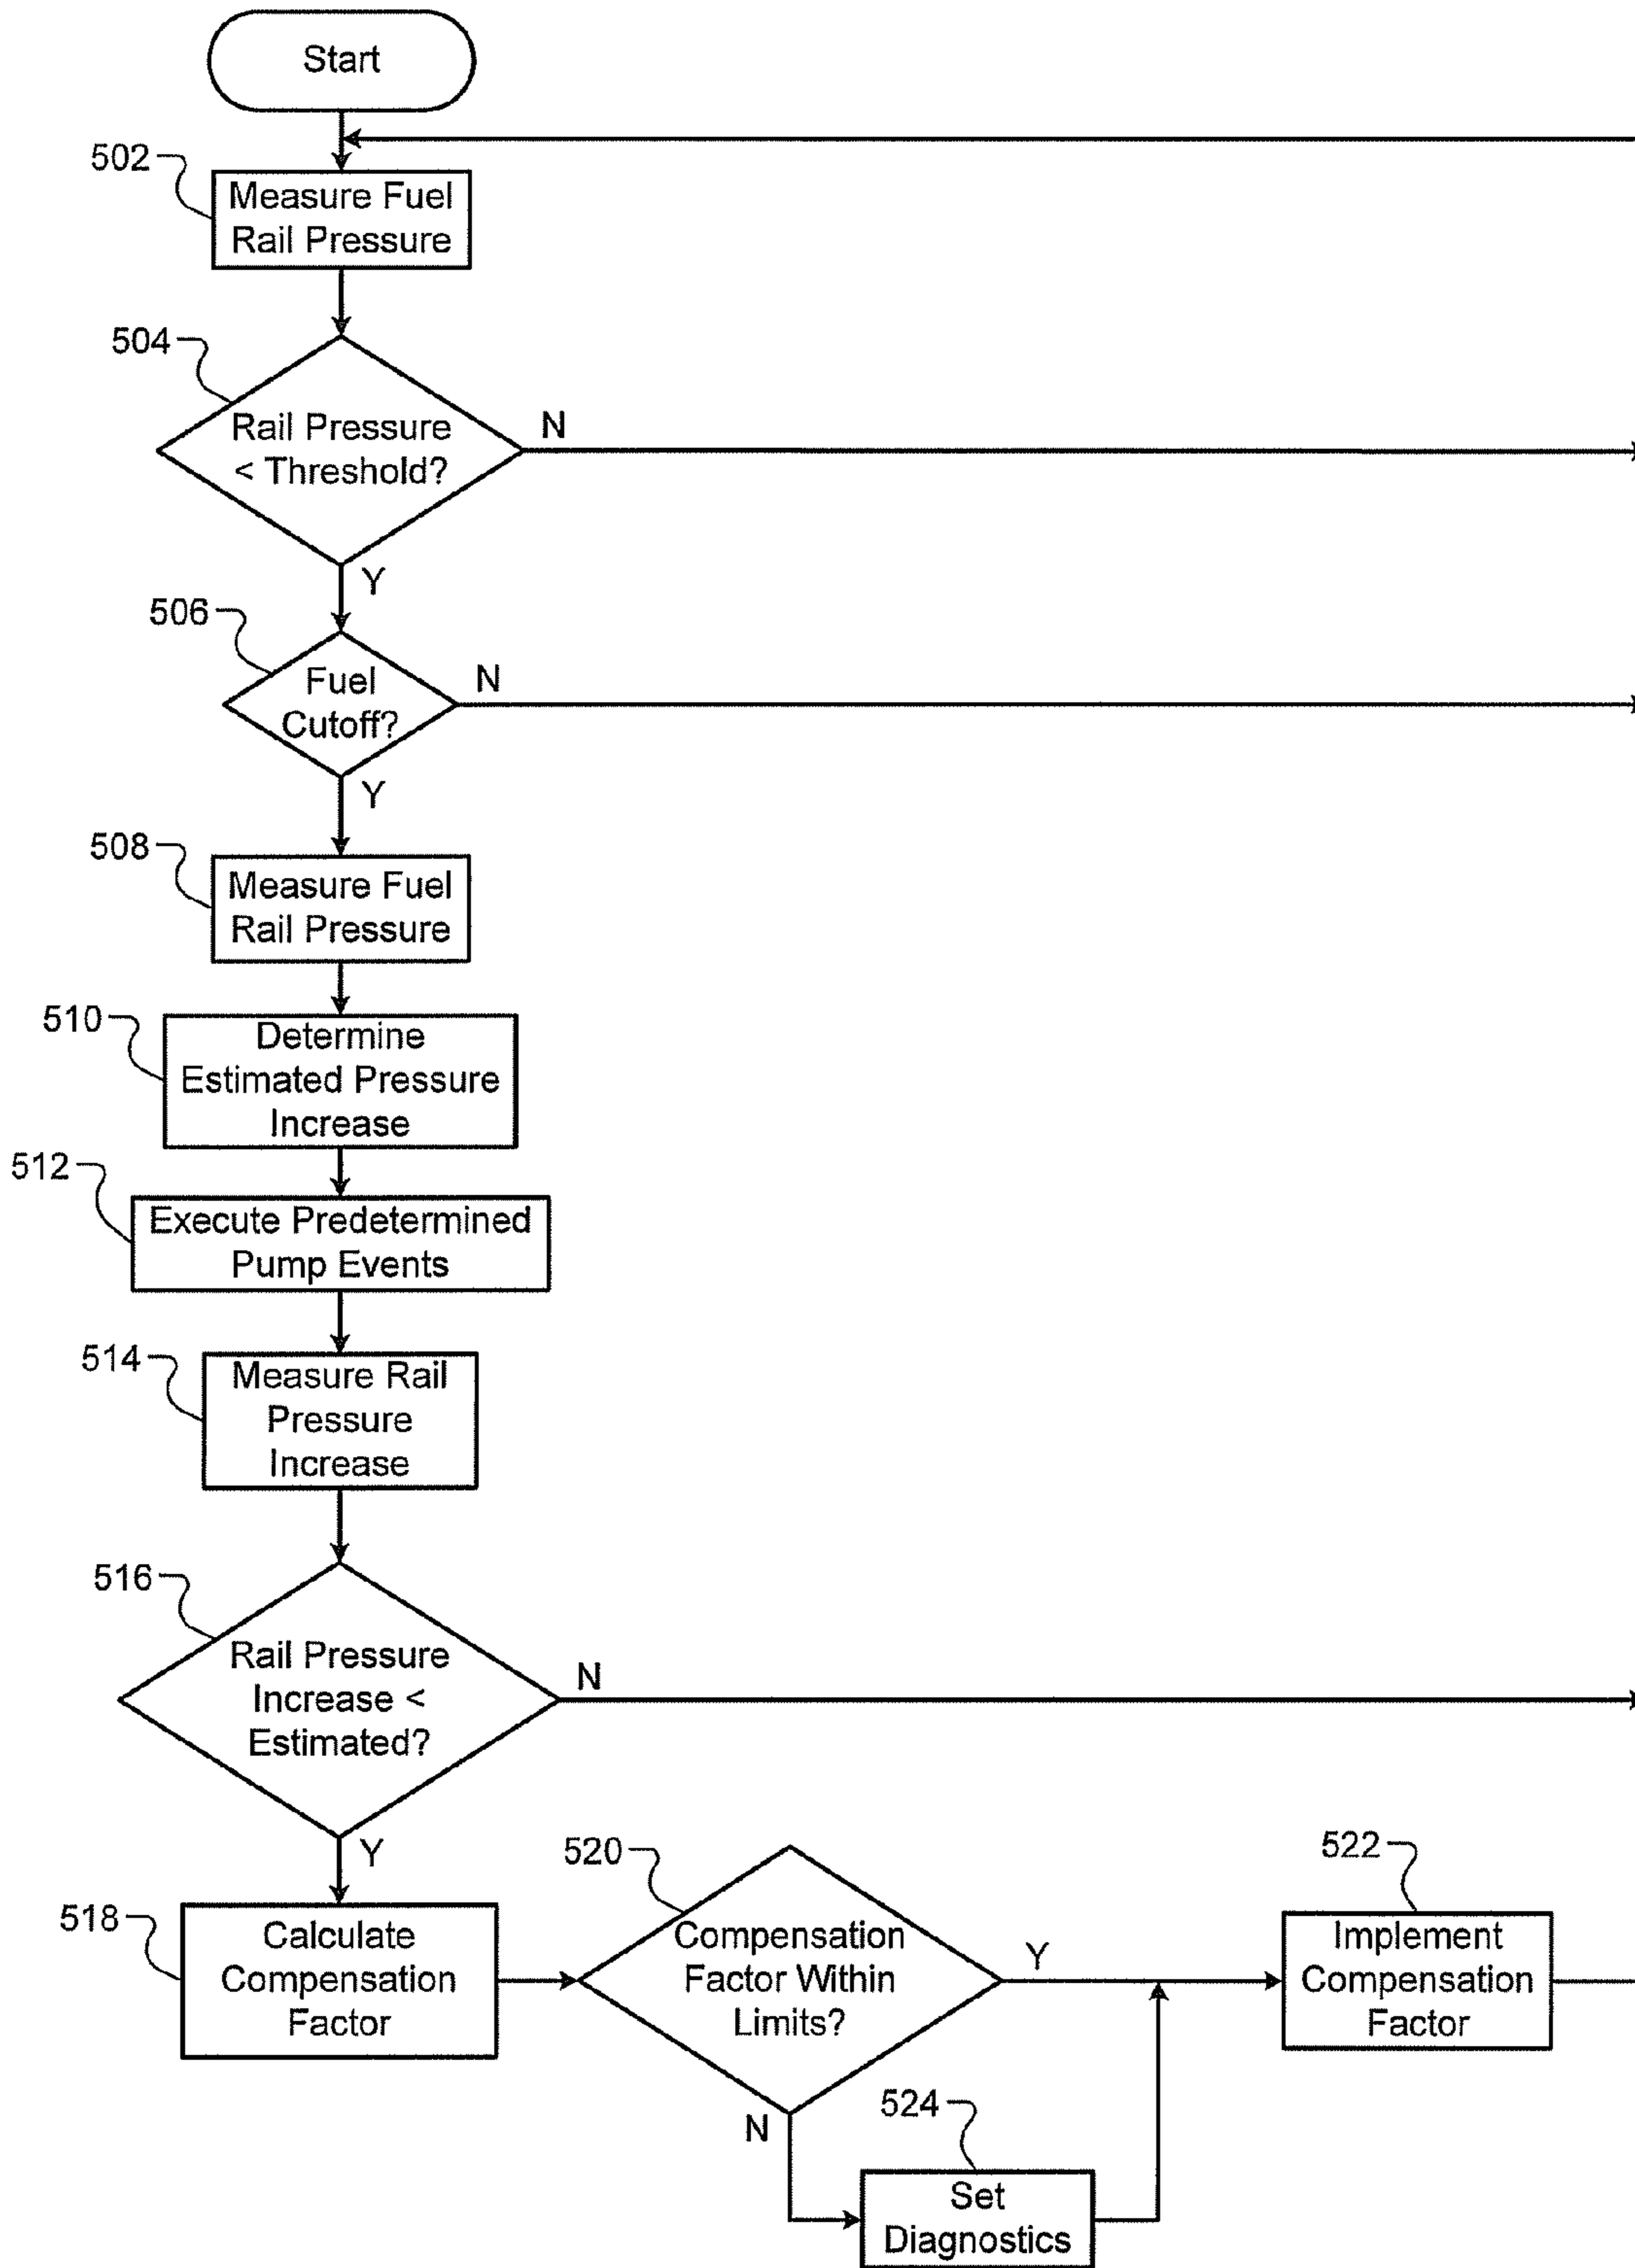 Start
502
Measure Fuel
Rail Pressure
504
Rail Pressure
< Threshold?
N
Y
506
Fuel
Cutoff?
N
Y
508
Measure Fuel
Rail Pressure
510
Determine
Estimated Pressure
Increase
512
Execute Predetermined
Pump Events
514
Measure Rail
Pressure
Increase
516
Rail Pressure
Increase <
Estimated?
N
Y
518
Calculate
Compensation
Factor
520
Compensation
Factor Within
Limits?
Y
N
522
Implement
Compensation
Factor
524
Set
Diagnostics